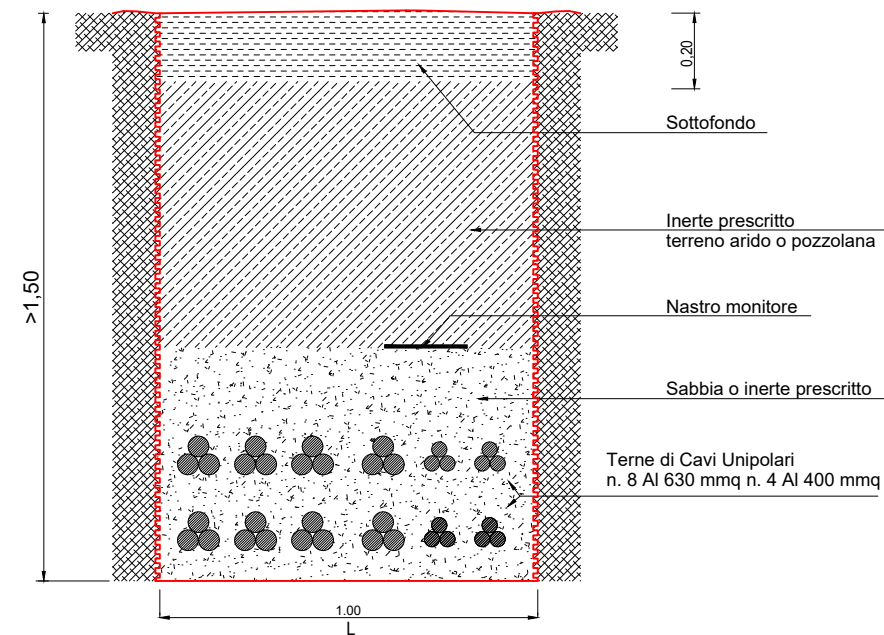 0.20
Sottofondo
Inerte prescritto
terreno arido o pozzolana
>1,50
Nastro monitore
Sabbia o inerte prescritto
Terne di Cavi Unipolari
n. 8 Al 630 mmq n. 4 Al 400 mmq
1.00
L